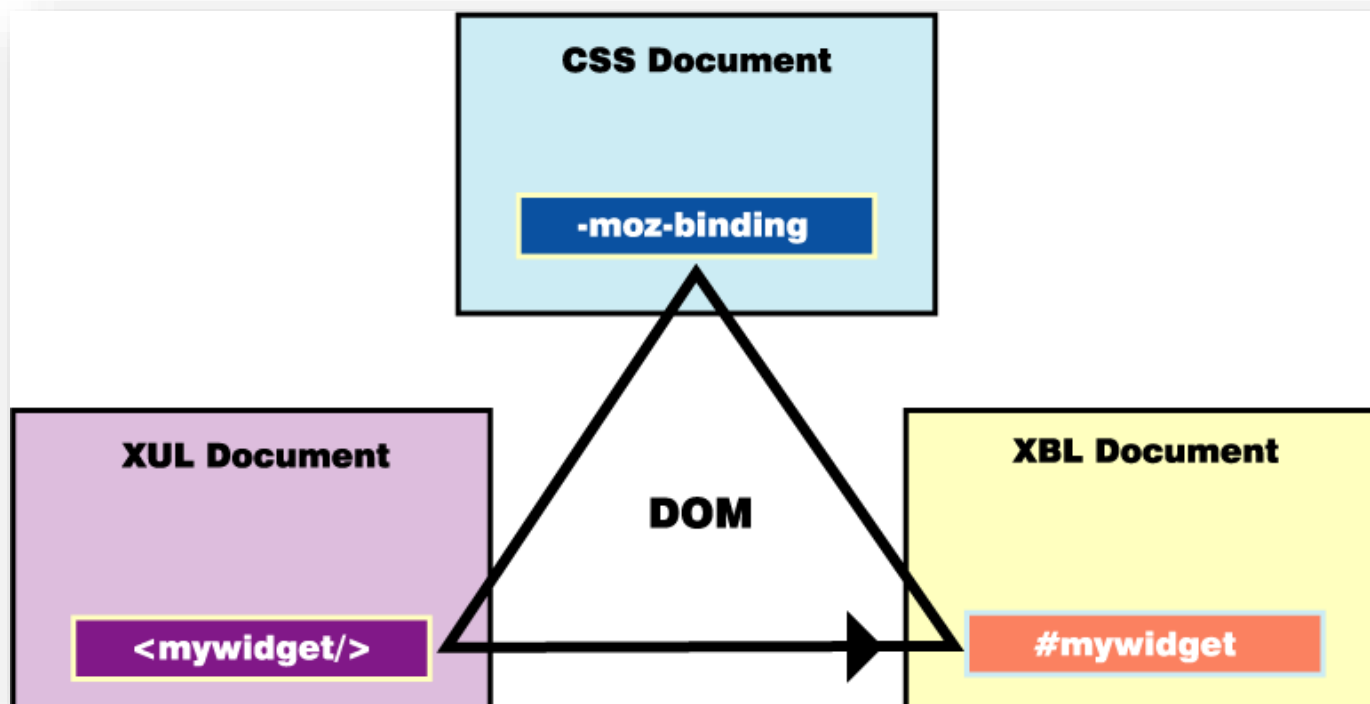 CSS Document
-moz-binding
XUL Document
XBL Document
DOM
<mywidget/>
#mywidget